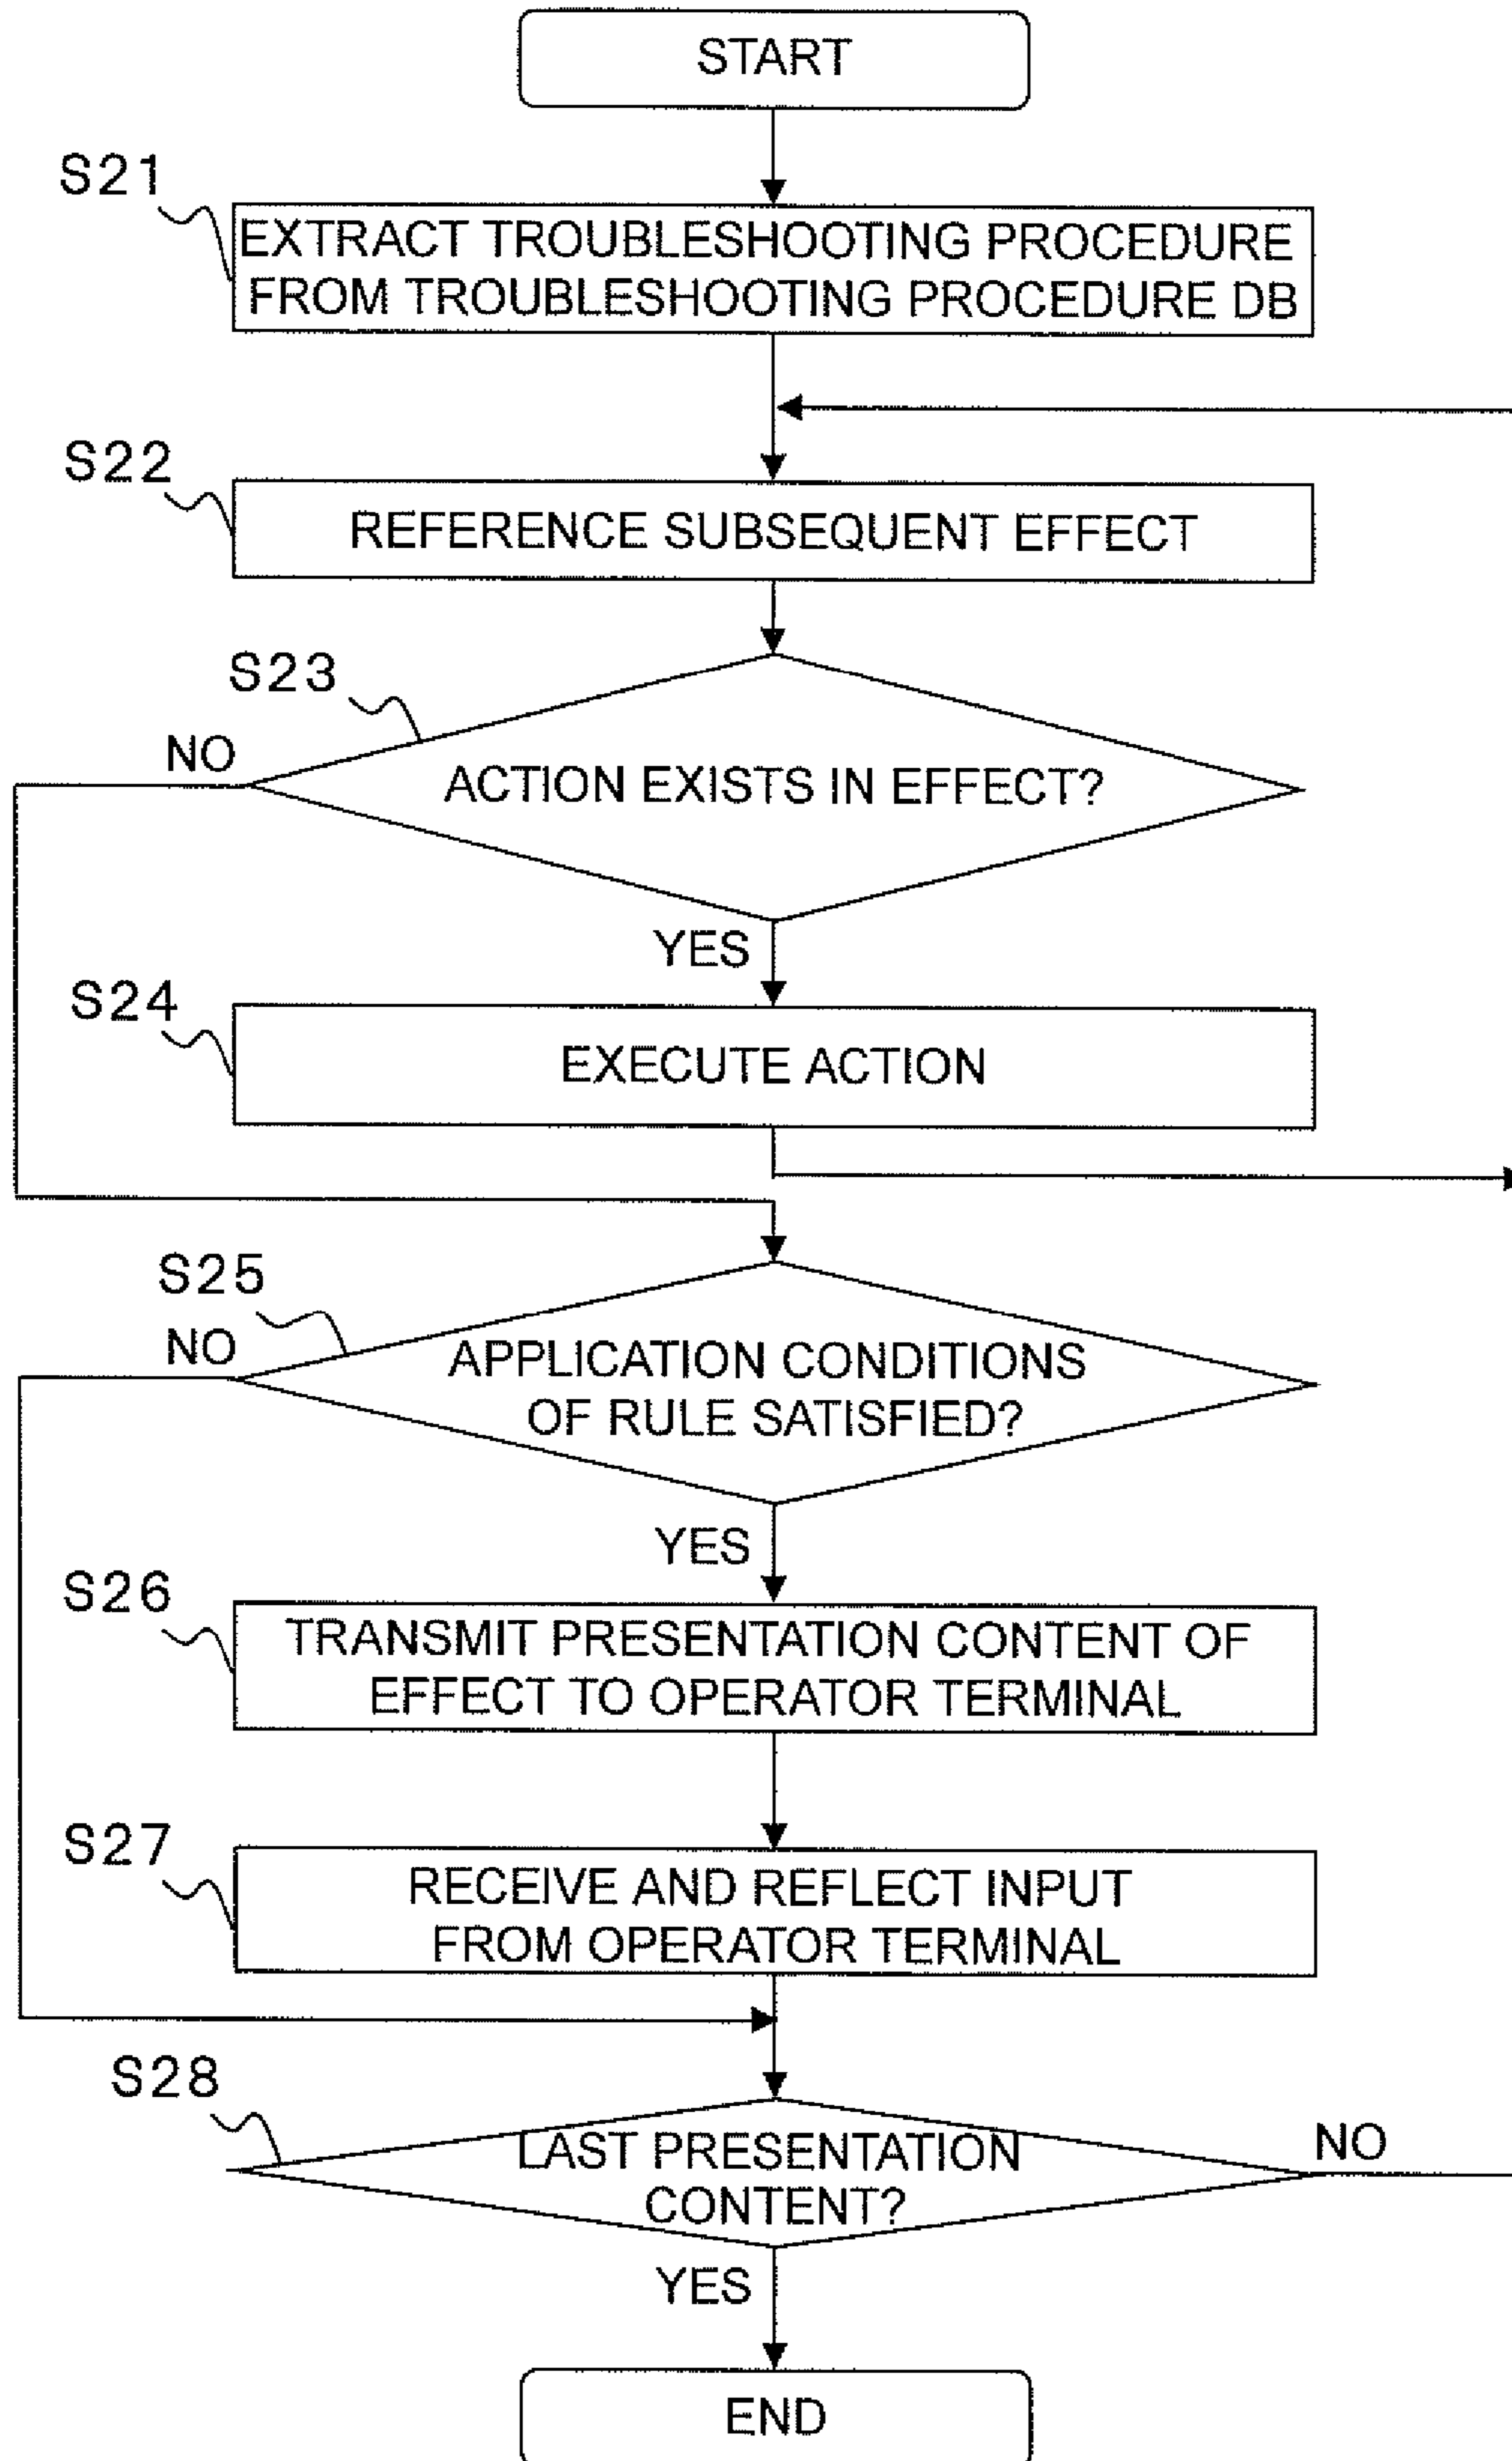 START
S21
EXTRACT TROUBLESHOOTING PROCEDURE
FROM TROUBLESHOOTING PROCEDURE DB
S22
REFERENCE SUBSEQUENT EFFECT
S23
NO
ACTION EXISTS IN EFFECT?
YES
S24
EXECUTE ACTION
S25
NO
APPLICATION CONDITIONS
OF RULE SATISFIED?
YES
S26
TRANSMIT PRESENTATION CONTENT OF
EFFECT TO OPERATOR TERMINAL
S27
RECEIVE AND REFLECT INPUT
FROM OPERATOR TERMINAL
S28
LAST PRESENTATION
CONTENT?
NO
YES
END